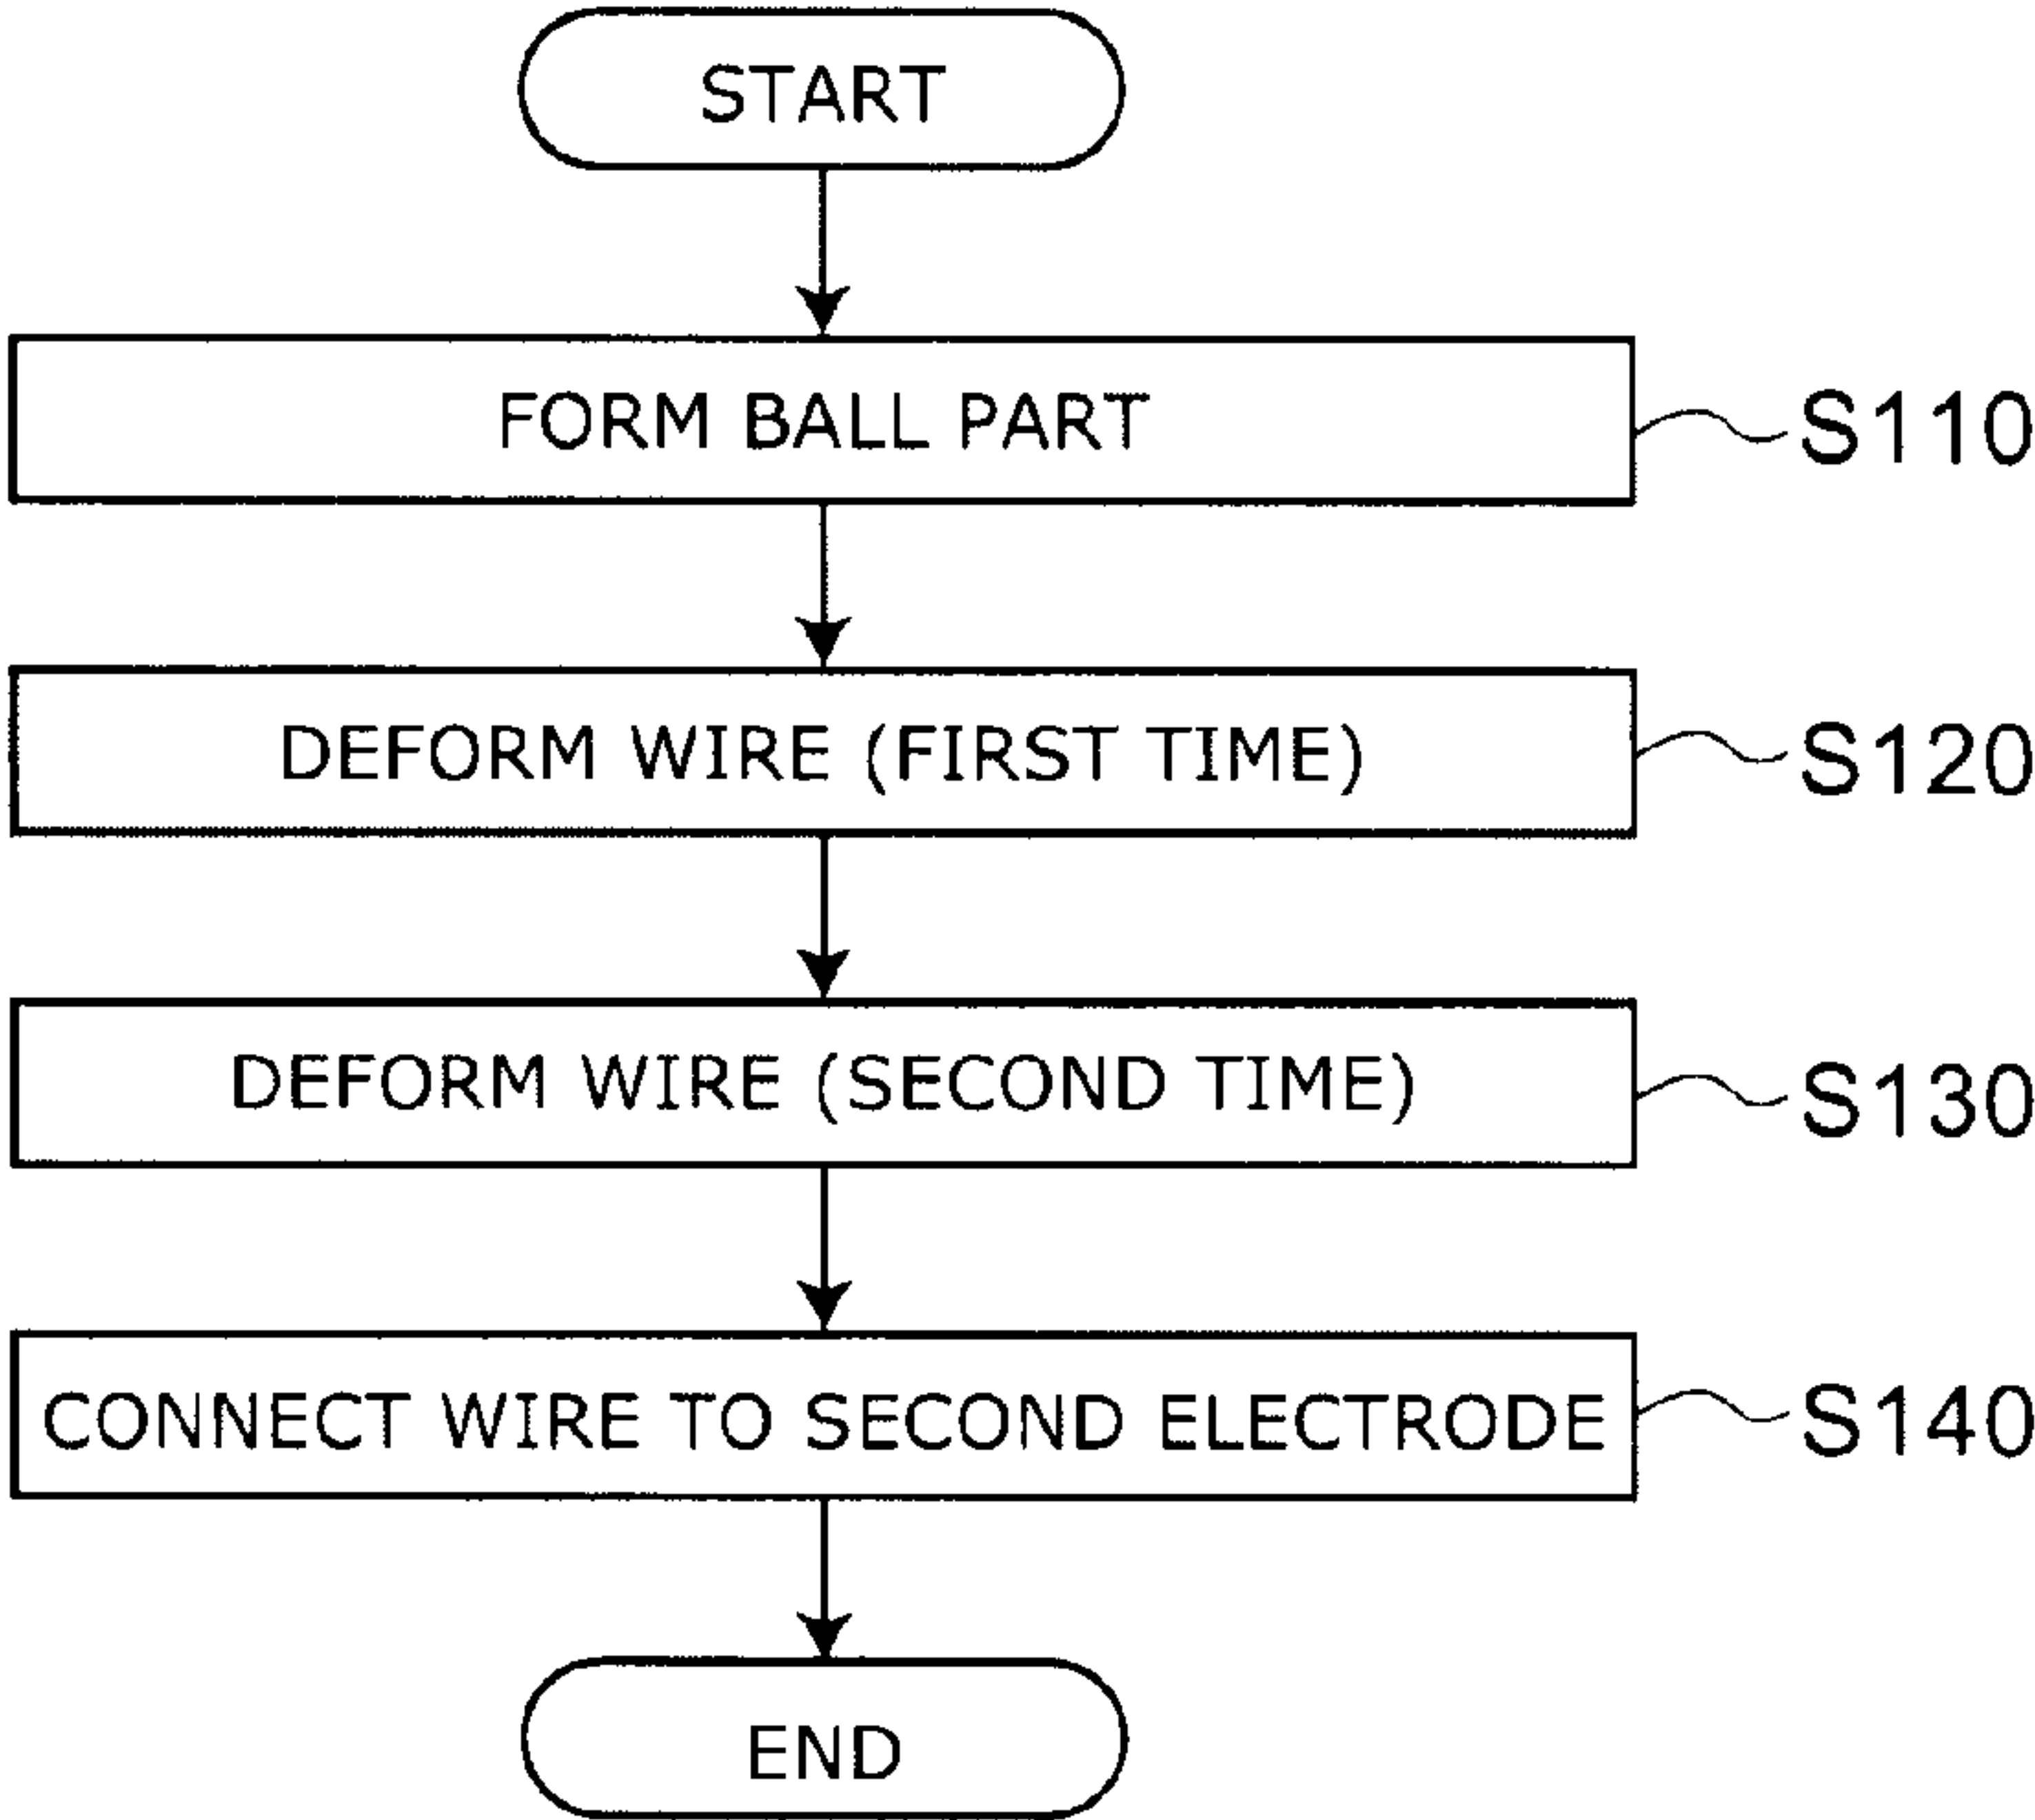 START
FORM BALL PART
S110
DEFORM WIRE (FIRST TIME)
S120
DEFORM WIRE (SECOND TIME)
S130
CONNECT WIRE TO SECOND ELECTRODE
S140
END